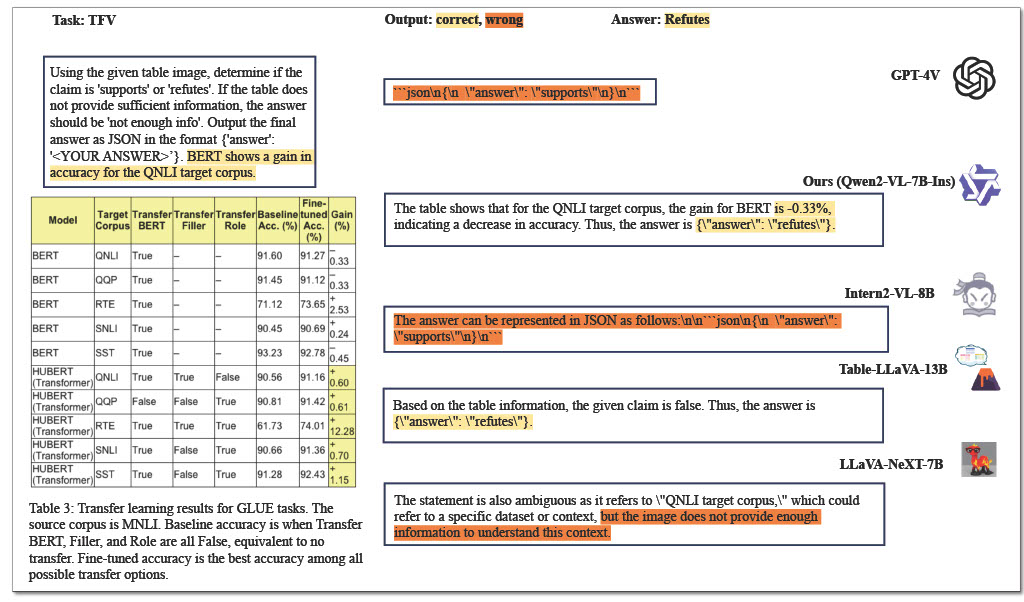 Task: TFV
Output: correct, wrong
Answer: Refutes
Using the given table image, determine if the
claim is 'supports' or 'refutes'. If the table does
not provide sufficient information, the answer
should be 'not enough info'. Output the final
answer as JSON in the format {'answer':
'<YOUR ANSWER>'}. BERT shows a gain in
accuracy for the QNLI target corpus.
Model Target Corpus Transfer BERT Transfer Filler Transfer Role Baseline Acc. (%) Fine-tuned Acc. (%) Gain (%)
BERT QNLI True – – 91.60 91.27 – 0.33
BERT QQP True – – 91.45 91.12 – 0.33
BERT RTE True – – 71.12 73.65 + 2.53
BERT SNLI True – – 90.45 90.69 + 0.24
BERT SST True – – 93.23 92.78 – 0.45
HUBERT (Transformer) QNLI True True False 90.56 91.16 + 0.60
HUBERT (Transformer) QQP False False True 90.81 91.42 + 0.61
HUBERT (Transformer) RTE True True True 61.73 74.01 + 12.28
HUBERT (Transformer) SNLI True False True 90.66 91.36 + 0.70
HUBERT (Transformer) SST True False True 91.28 92.43 + 1.15
Table 3: Transfer learning results for GLUE tasks. The
source corpus is MNLI. Baseline accuracy is when Transfer
BERT, Filler, and Role are all False, equivalent to no
transfer. Fine-tuned accuracy is the best accuracy among all
possible transfer options.
GPT-4V
```json\n{\n \"answer\": \"supports\"\n}\n```
Ours (Qwen2-VL-7B-Ins)
The table shows that for the QNLI target corpus, the gain for BERT is -0.33%,
indicating a decrease in accuracy. Thus, the answer is {\"answer\": \"refutes\"}.
Intern2-VL-8B
The answer can be represented in JSON as follows:\n\n```json\n{\n \"answer\":
\"supports\"\n}\n```
Table-LLaVA-13B
Based on the table information, the given claim is false. Thus, the answer is
{\"answer\": \"refutes\"}.
LLaVA-NeXT-7B
The statement is also ambiguous as it refers to \"QNLI target corpus,\" which could
refer to a specific dataset or context, but the image does not provide enough
information to understand this context.